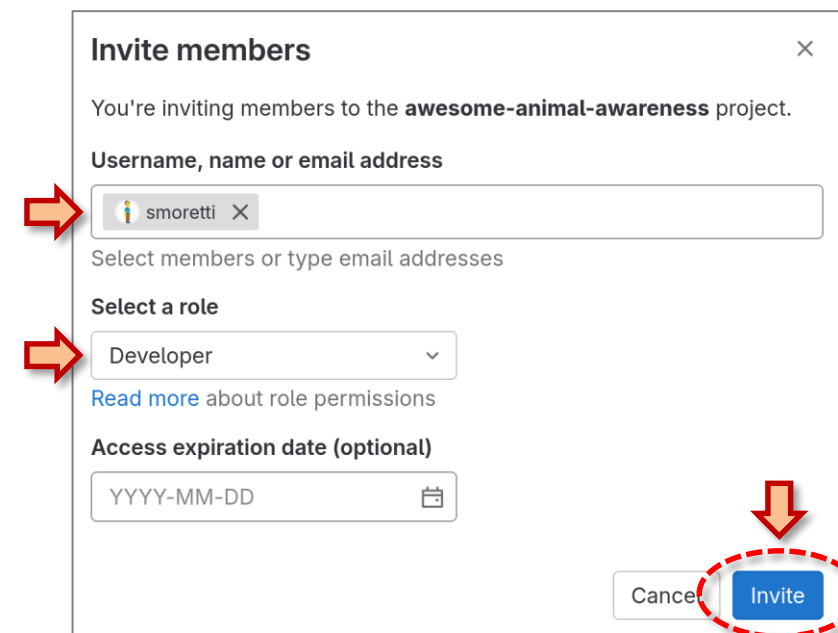 Invite members
You're inviting members to the awesome-animal-awareness project.
Username, name or email address
smoretti
Select members or type email addresses
Select a role
Developer
Read more about role permissions
Access expiration date (optional)
YYYY-MM-DD
Cancel Invite